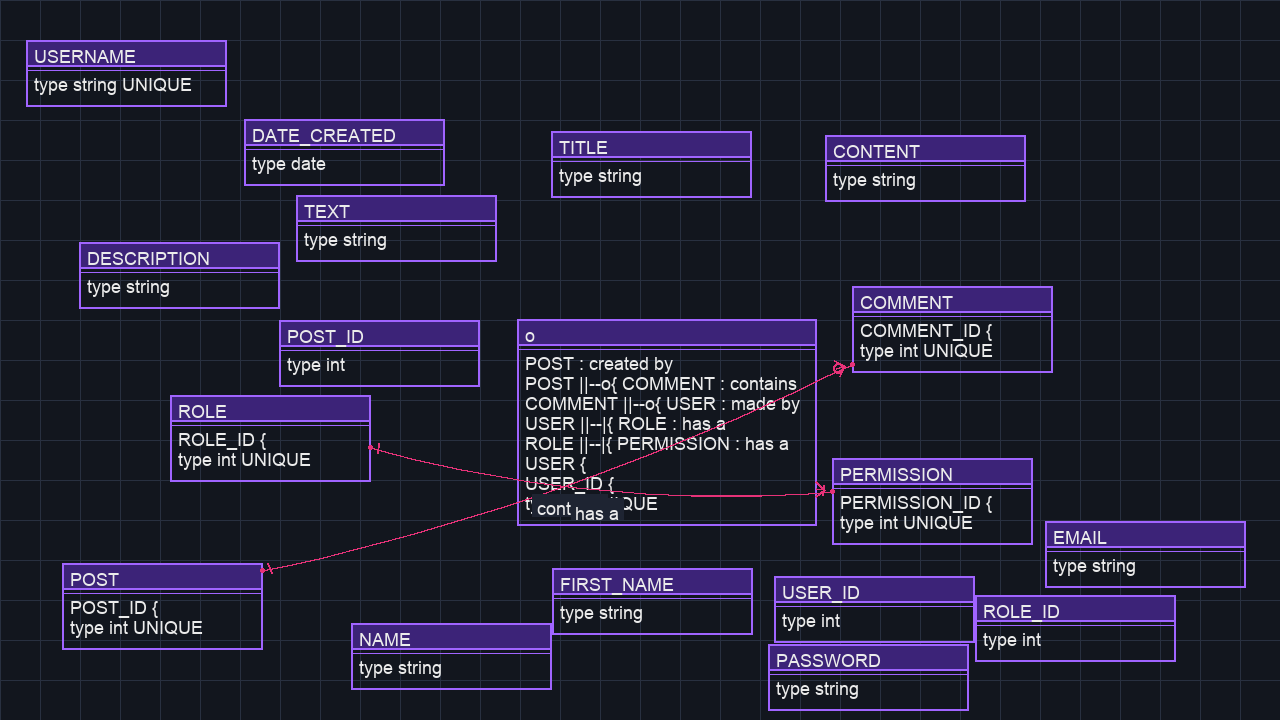 USERNAME
type string UNIQUE
DATE_CREATED
type date
TITLE
type string
CONTENT
type string
TEXT
type string
DESCRIPTION
type string
COMMENT
COMMENT_ID {
type int UNIQUE
POST_ID
type int
o
POST : created by
POST ||--o{ COMMENT : contains
COMMENT ||--o{ USER : made by
USER ||--|{ ROLE : has a
ROLE ||--|{ PERMISSION : has a
USER {
USER_ID {
ROLE
ROLE_ID {
type int UNIQUE
PERMISSION
PERMISSION_ID {
type int UNIQUE
has a
EMAIL
type string
POST
POST_ID {
type int UNIQUE
FIRST_NAME
type string
USER_ID
type int
ROLE_ID
type int
NAME
type string
PASSWORD
type string